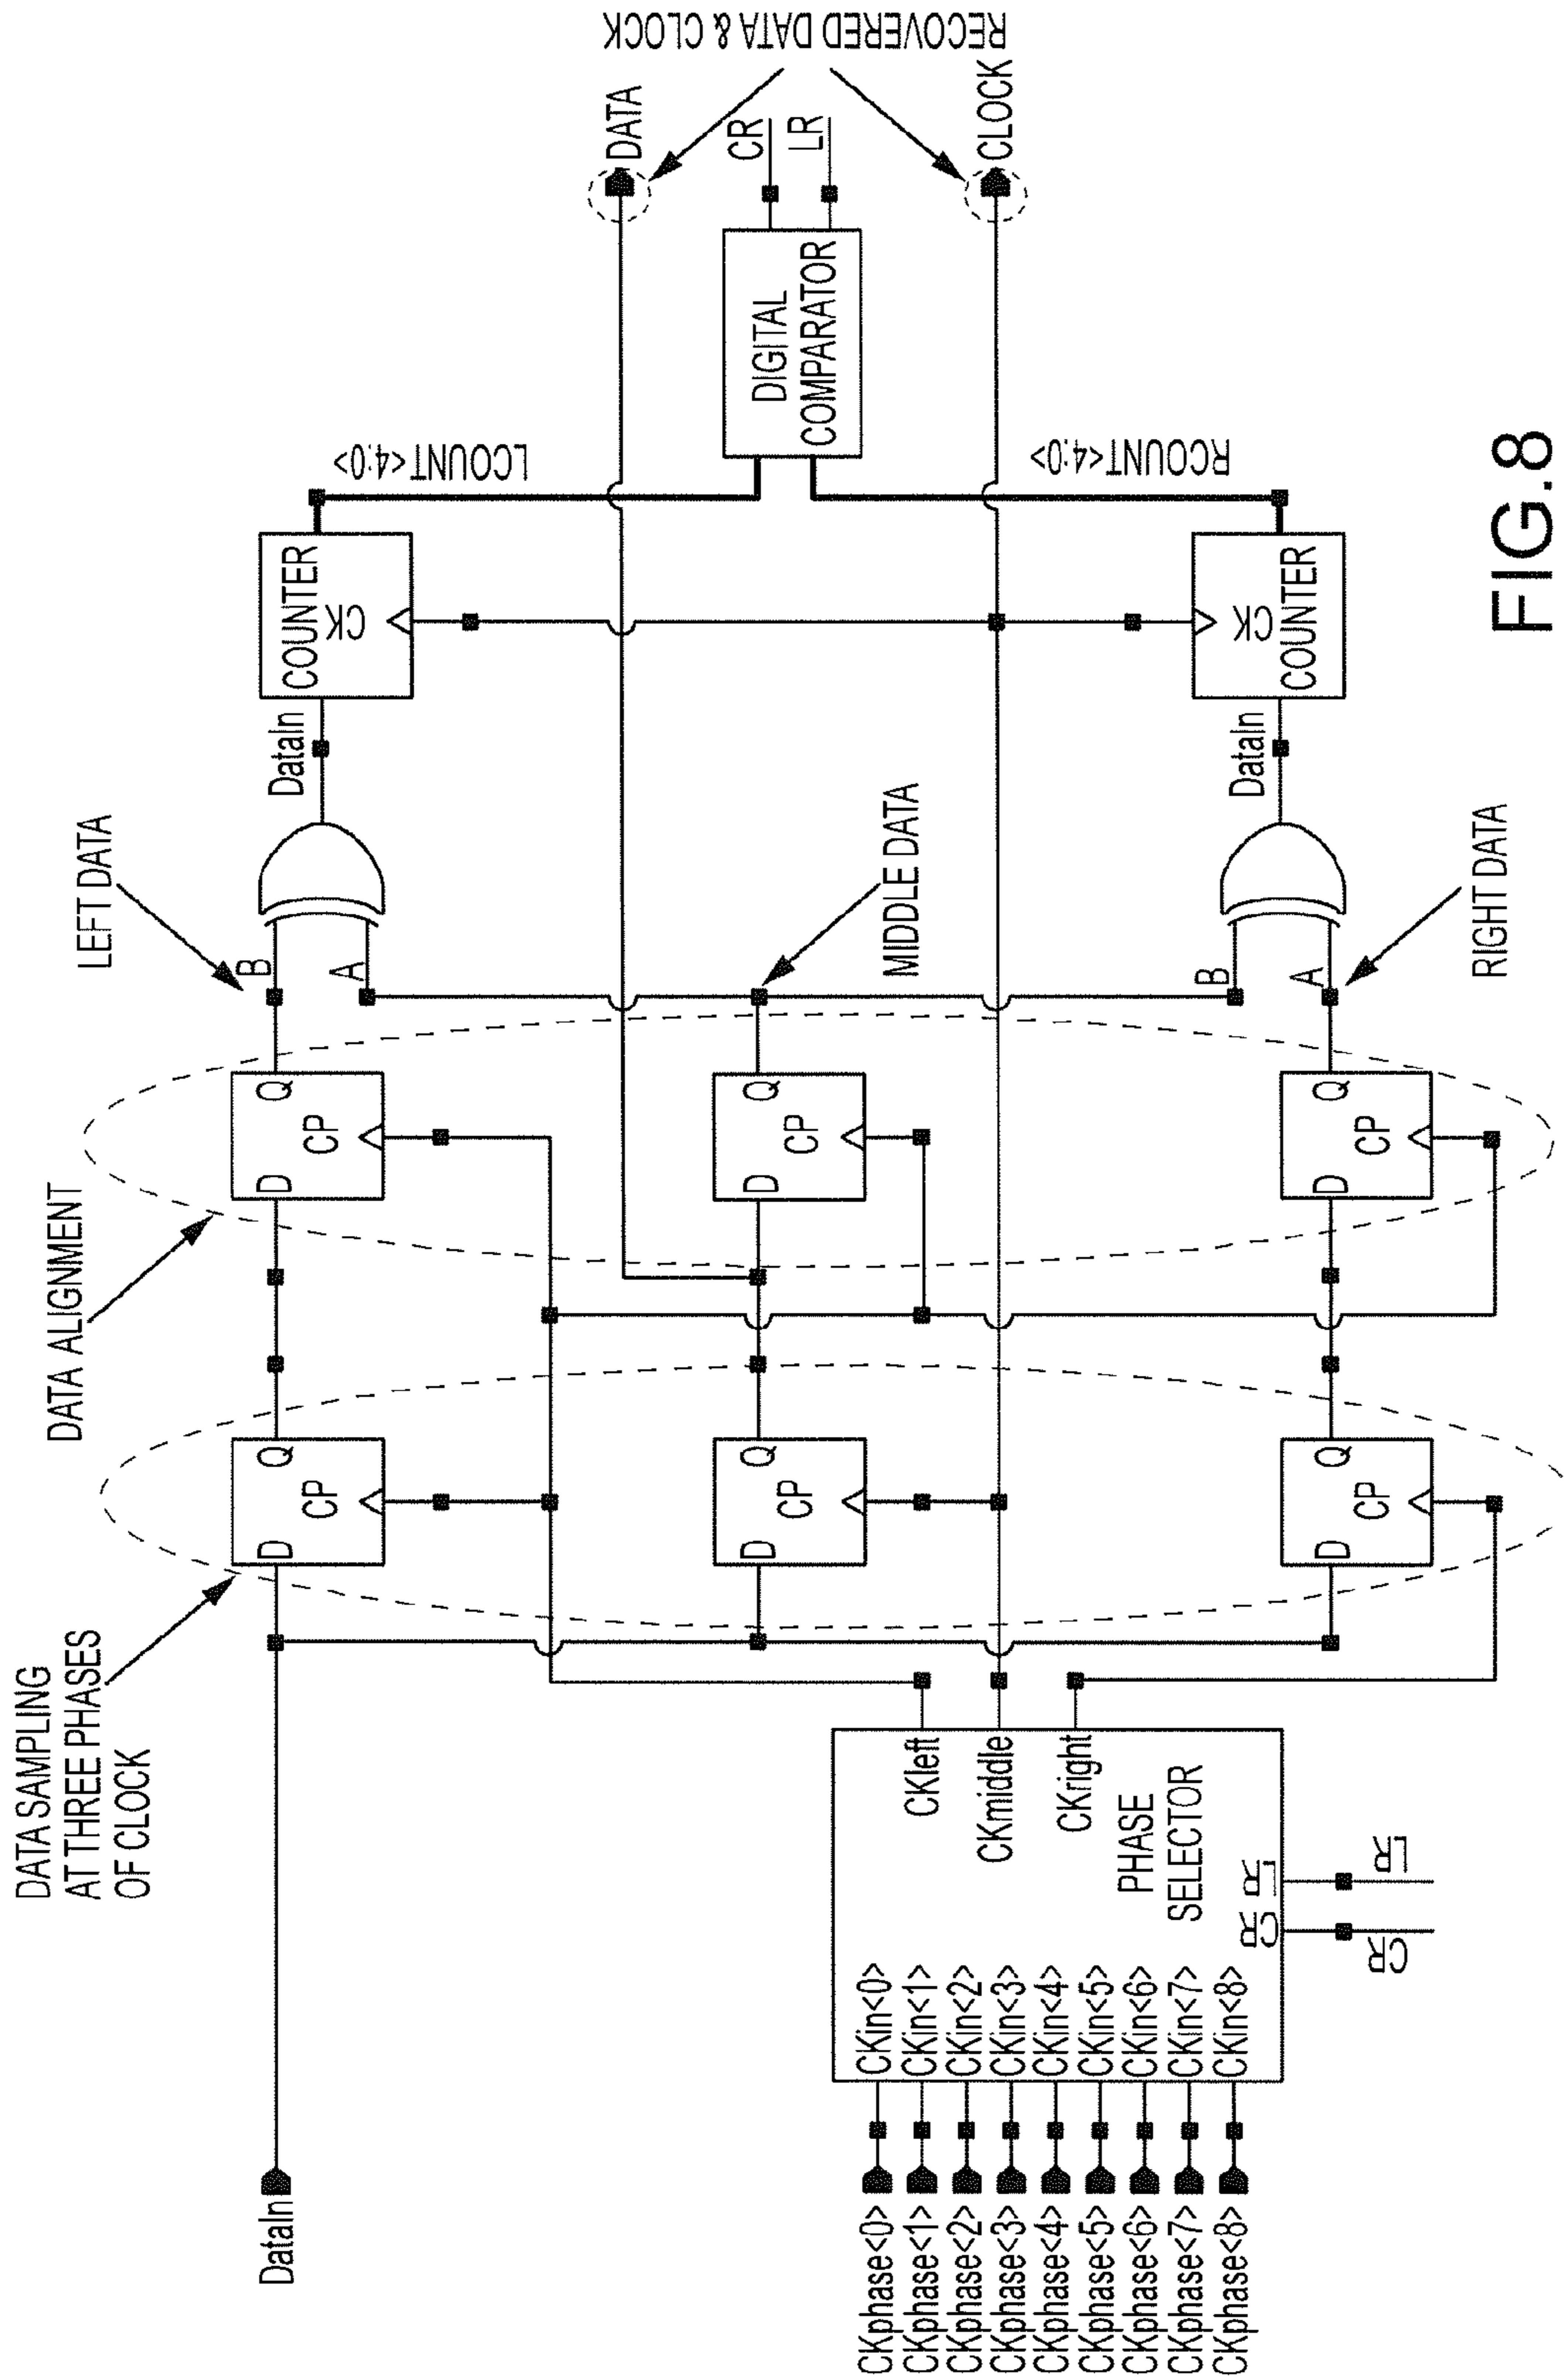 DATA SAMPLING
AT THREE PHASES
OF CLOCK
DATA ALIGNMENT
LEFT DATA
DataIn
D
CP
Q
D
CP
Q
B
A
DataIn
COUNTER
CK
LCOUNT<4:0>
DATA
RECOVERED DATA & CLOCK
D
CP
Q
D
CP
Q
MIDDLE DATA
DIGITAL
COMPARATOR
CR
LR
CLOCK
CKphase<0>
CKphase<1>
CKphase<2>
CKphase<3>
CKphase<4>
CKphase<5>
CKphase<6>
CKphase<7>
CKphase<8>
CKin<0>
CKin<1>
CKin<2>
CKin<3>
CKin<4>
CKin<5>
CKin<6>
CKin<7>
CKin<8>
CKleft
CKmiddle
CKright
PHASE
SELECTOR
CR
LR
CR
LR
D
CP
Q
D
CP
Q
B
A
RIGHT DATA
DataIn
CK
COUNTER
RCOUNT<4:0>
FIG.8